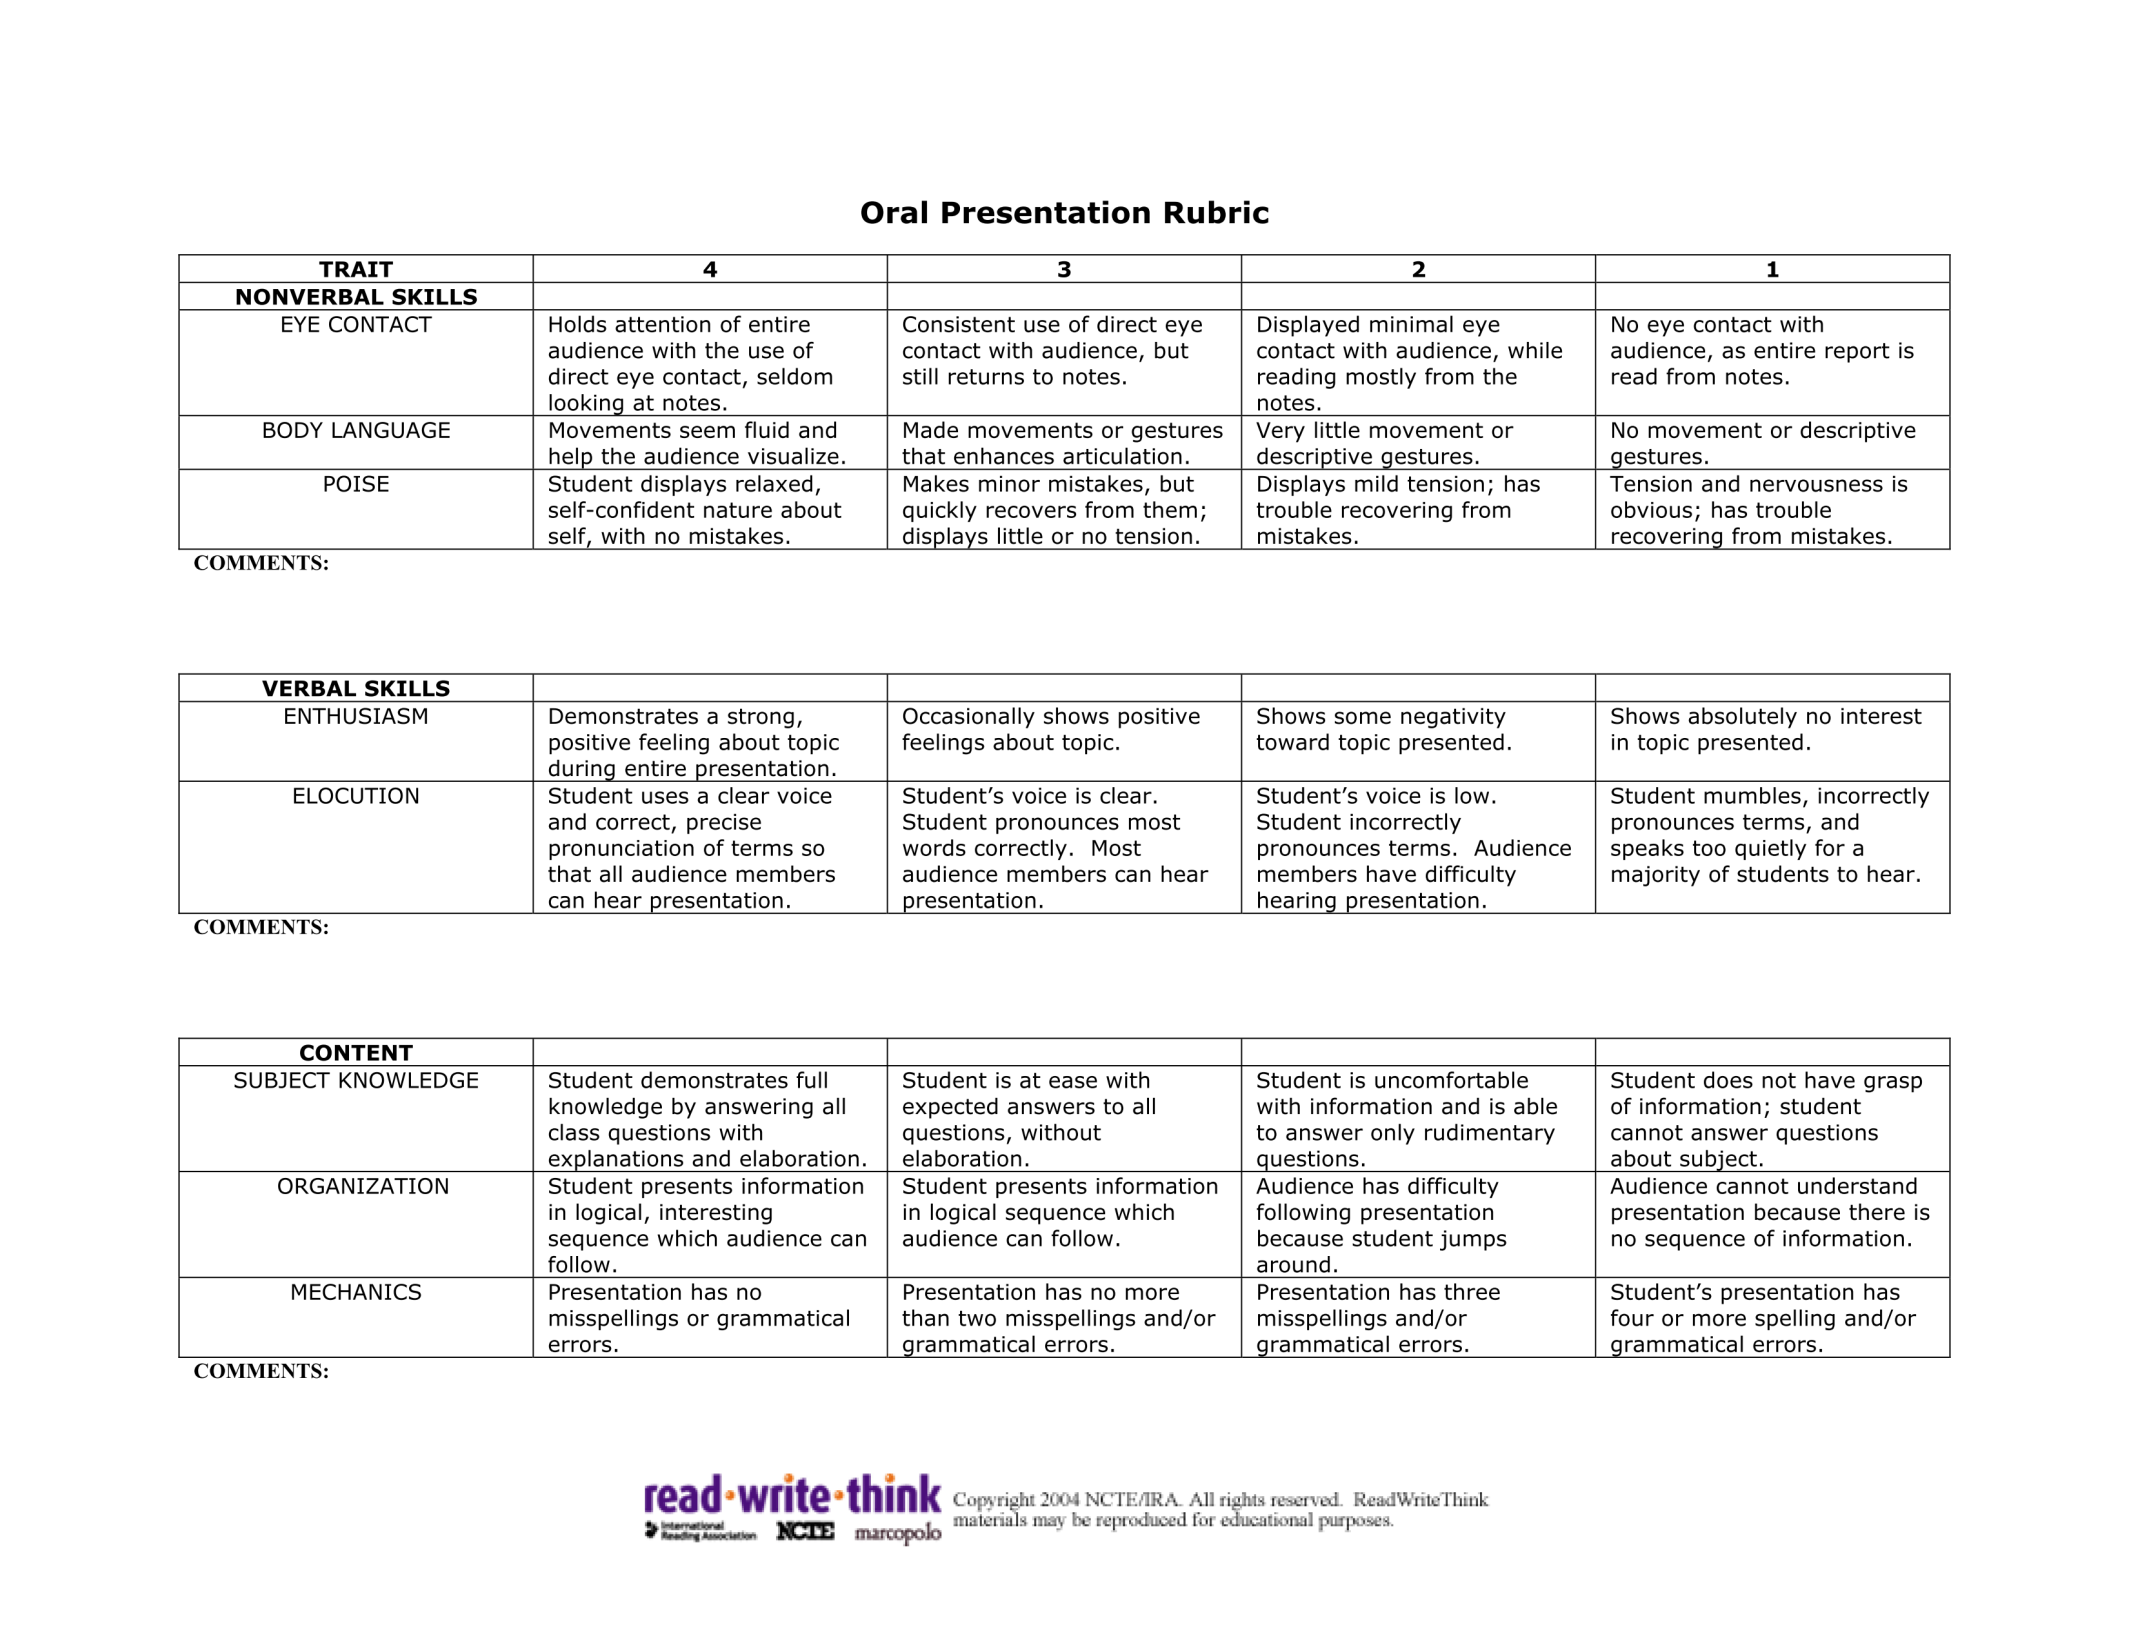 Oral Presentation Rubric
TRAIT 4 3 2 1
NONVERBAL SKILLS
EYE CONTACT
Holds attention of entire
audience with the use of
direct eye contact, seldom
looking at notes.
Consistent use of direct eye
contact with audience, but
still returns to notes.
Displayed minimal eye
contact with audience, while
reading mostly from the
notes.
No eye contact with
audience, as entire report is
read from notes.
BODY LANGUAGE
Movements seem fluid and
help the audience visualize.
Made movements or gestures
that enhances articulation.
Very little movement or
descriptive gestures.
No movement or descriptive
gestures.
POISE
Student displays relaxed,
self-confident nature about
self, with no mistakes.
Makes minor mistakes, but
quickly recovers from them;
displays little or no tension.
Displays mild tension; has
trouble recovering from
mistakes.
Tension and nervousness is
obvious; has trouble
recovering from mistakes.
COMMENTS:
VERBAL SKILLS
ENTHUSIASM
Demonstrates a strong,
positive feeling about topic
during entire presentation.
Occasionally shows positive
feelings about topic.
Shows some negativity
toward topic presented.
Shows absolutely no interest
in topic presented.
ELOCUTION
Student uses a clear voice
and correct, precise
pronunciation of terms so
that all audience members
can hear presentation.
Student’s voice is clear.
Student pronounces most
words correctly.  Most
audience members can hear
presentation.
Student’s voice is low.
Student incorrectly
pronounces terms.  Audience
members have difficulty
hearing presentation.
Student mumbles, incorrectly
pronounces terms, and
speaks too quietly for a
majority of students to hear.
COMMENTS:
CONTENT
SUBJECT KNOWLEDGE
Student demonstrates full
knowledge by answering all
class questions with
explanations and elaboration.
Student is at ease with
expected answers to all
questions, without
elaboration.
Student is uncomfortable
with information and is able
to answer only rudimentary
questions.
Student does not have grasp
of information; student
cannot answer questions
about subject.
ORGANIZATION
Student presents information
in logical, interesting
sequence which audience can
follow.
Student presents information
in logical sequence which
audience can follow.
Audience has difficulty
following presentation
because student jumps
around.
Audience cannot understand
presentation because there is
no sequence of information.
MECHANICS
Presentation has no
misspellings or grammatical
errors.
Presentation has no more
than two misspellings and/or
grammatical errors.
Presentation has three
misspellings and/or
grammatical errors.
Student’s presentation has
four or more spelling and/or
grammatical errors.
COMMENTS:
read·write·think
International
Reading Association
NCTE
marcopolo
Copyright 2004 NCTE/IRA. All rights reserved. ReadWriteThink
materials may be reproduced for educational purposes.